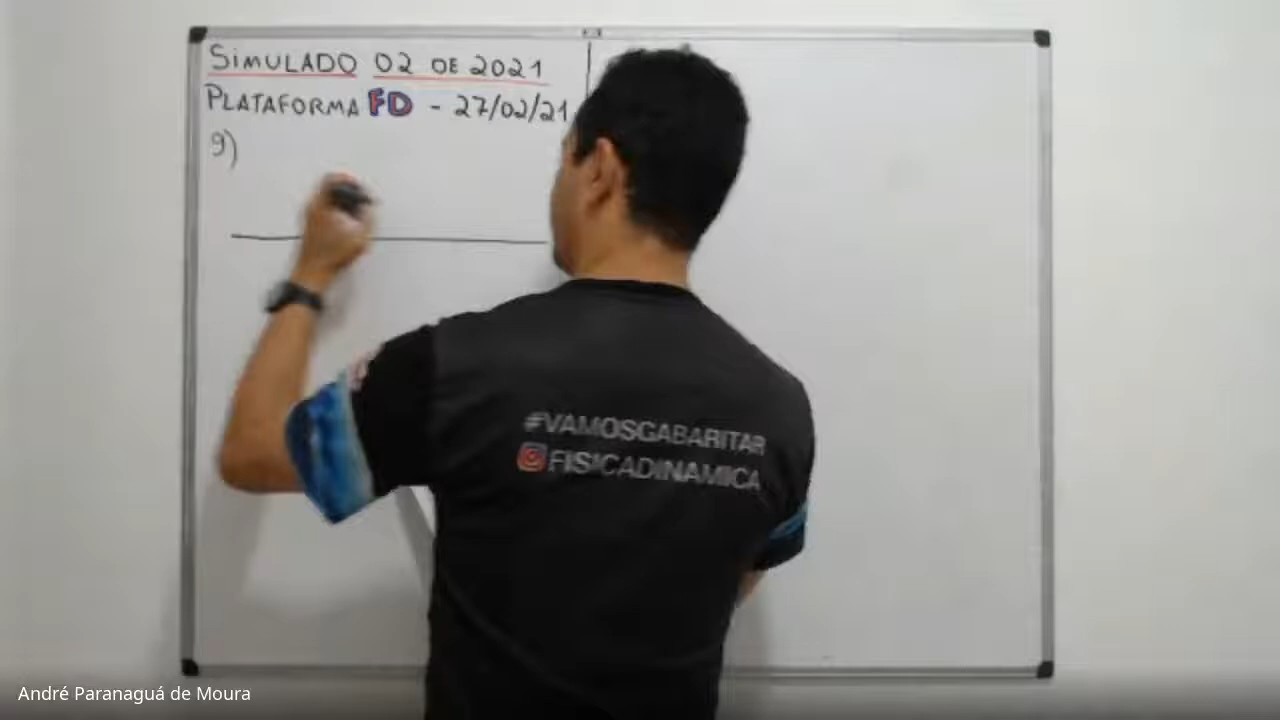 SIMULADO 02 DE 2021
PLATAFORMA FD - 27/02/21
9)
#VAMOSGABARITAR
FISICADINAMICA
André Paranaguá de Moura